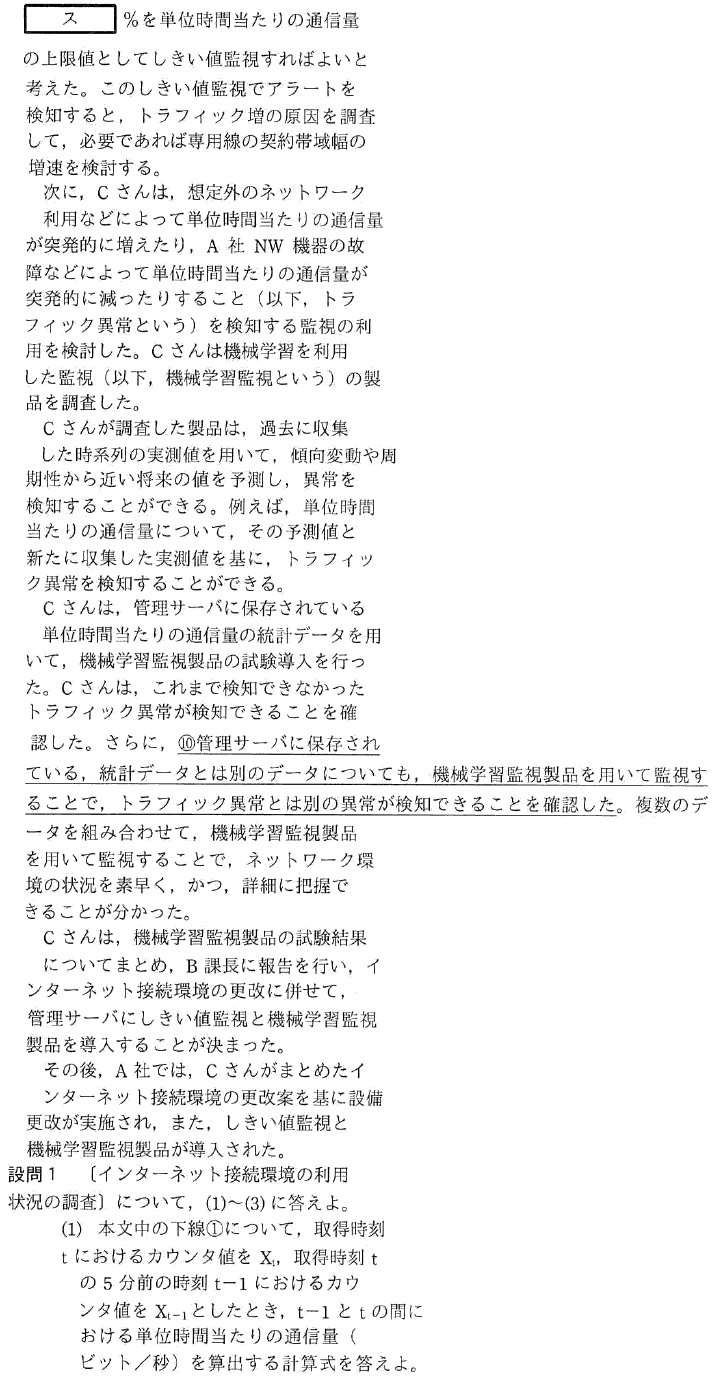 ス %を単位時間当たりの通信量
の上限値としてしきい値監視すればよいと
考えた。このしきい値監視でアラートを
検知すると，トラフィック増の原因を調査
して，必要であれば専用線の契約帯域幅の
増速を検討する。
次に，C さんは，想定外のネットワーク
利用などによって単位時間当たりの通信量
が突発的に増えたり，A 社 NW 機器の故
障などによって単位時間当たりの通信量が
突発的に減ったりすること（以下，トラ
フィック異常という）を検知する監視の利
用を検討した。C さんは機械学習を利用
した監視（以下，機械学習監視という）の製
品を調査した。
C さんが調査した製品は，過去に収集
した時系列の実測値を用いて，傾向変動や周
期性から近い将来の値を予測し，異常を
検知することができる。例えば，単位時間
当たりの通信量について，その予測値と
新たに収集した実測値を基に，トラフィッ
ク異常を検知することができる。
C さんは，管理サーバに保存されている
単位時間当たりの通信量の統計データを用
いて，機械学習監視製品の試験導入を行っ
た。C さんは，これまで検知できなかった
トラフィック異常が検知できることを確
認した。さらに，⑩管理サーバに保存され
ている，統計データとは別のデータについても，機械学習監視製品を用いて監視す
ることで，トラフィック異常とは別の異常が検知できることを確認した。複数のデ
ータを組み合わせて，機械学習監視製品
を用いて監視することで，ネットワーク環
境の状況を素早く，かつ，詳細に把握で
きることが分かった。
C さんは，機械学習監視製品の試験結果
についてまとめ，B 課長に報告を行い，イ
ンターネット接続環境の更改に併せて，
管理サーバにしきい値監視と機械学習監視
製品を導入することが決まった。
その後，A 社では，C さんがまとめたイ
ンターネット接続環境の更改案を基に設備
更改が実施され，また，しきい値監視と
機械学習監視製品が導入された。
設問1 〔インターネット接続環境の利用
状況の調査〕について，(1)～(3) に答えよ。
(1) 本文中の下線①について，取得時刻
t におけるカウンタ値を Xt，取得時刻 t
の 5 分前の時刻 t－1 におけるカウ
ンタ値を Xt－1 としたとき，t－1 と t の間に
おける単位時間当たりの通信量（
ビット／秒）を算出する計算式を答えよ。